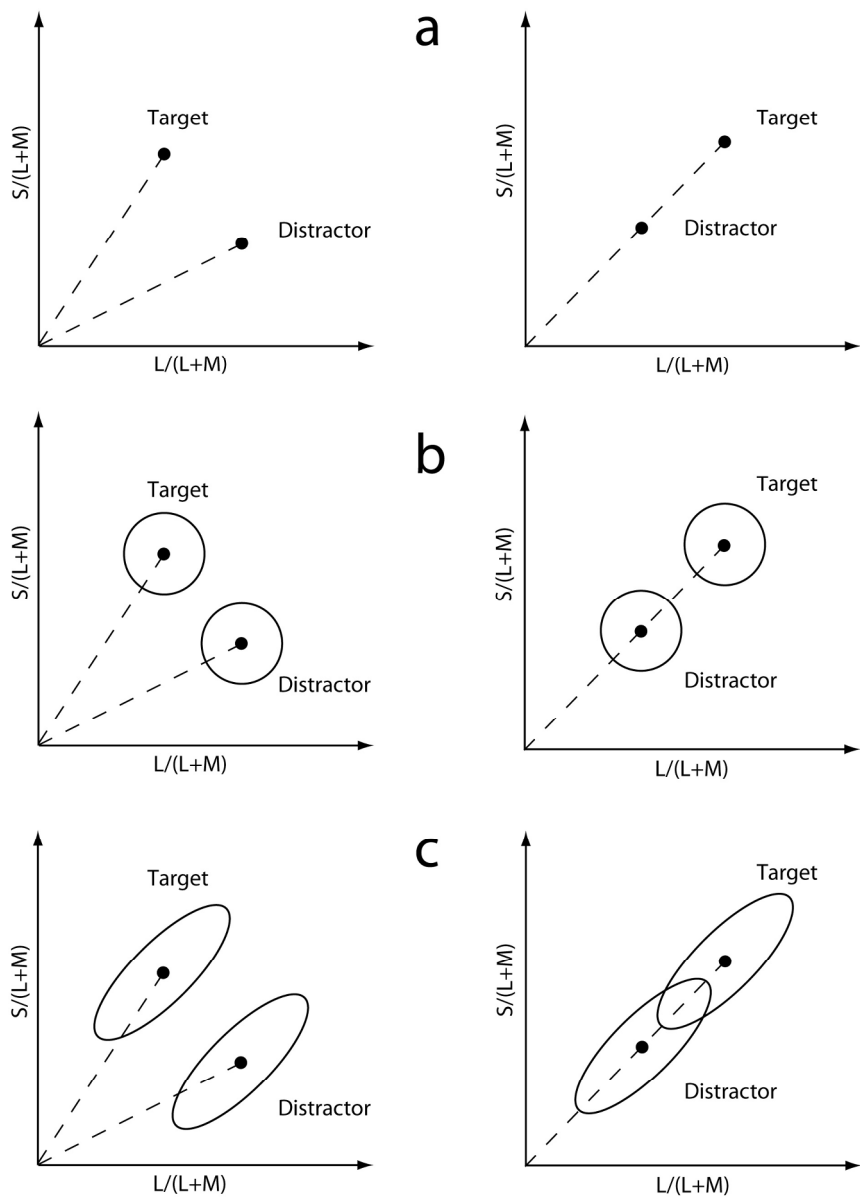 a
Target
Distractor
S/(L+M)
L/(L+M)
Target
Distractor
S/(L+M)
L/(L+M)
b
Target
Distractor
S/(L+M)
L/(L+M)
Target
Distractor
S/(L+M)
L/(L+M)
c
Target
Distractor
S/(L+M)
L/(L+M)
Target
Distractor
S/(L+M)
L/(L+M)